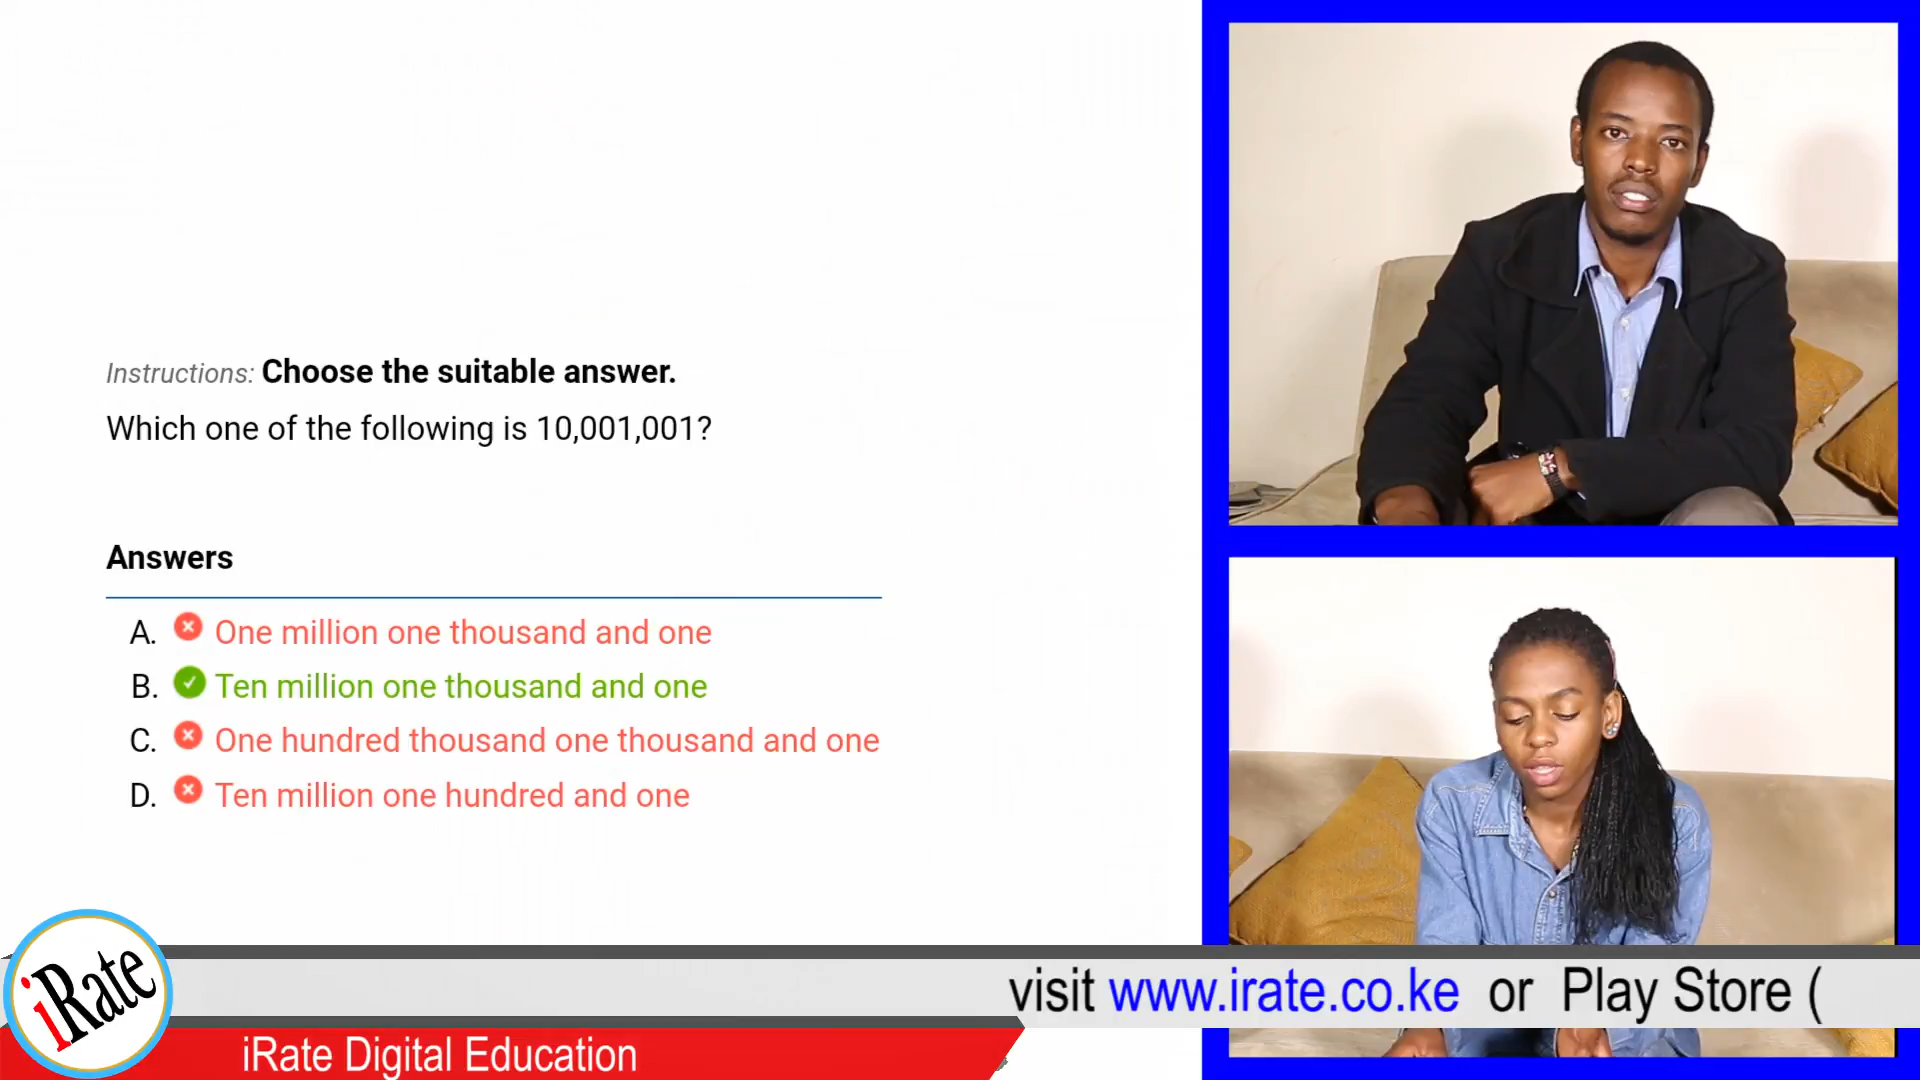 Instructions: Choose the suitable answer.
Which one of the following is 10,001,001?
Answers
A. One million one thousand and one
B. Ten million one thousand and one
C. One hundred thousand one thousand and one
D. Ten million one hundred and one
iRate
visit www.irate.co.ke or Play Store (
iRate Digital Education